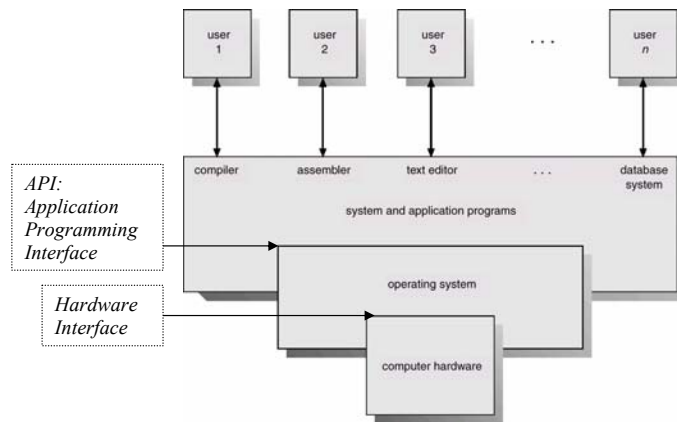 user
1
user
2
user
3
. . .
user
n
compiler
assembler
text editor
. . .
database
system
system and application programs
API:
Application
Programming
Interface
operating system
Hardware
Interface
computer hardware